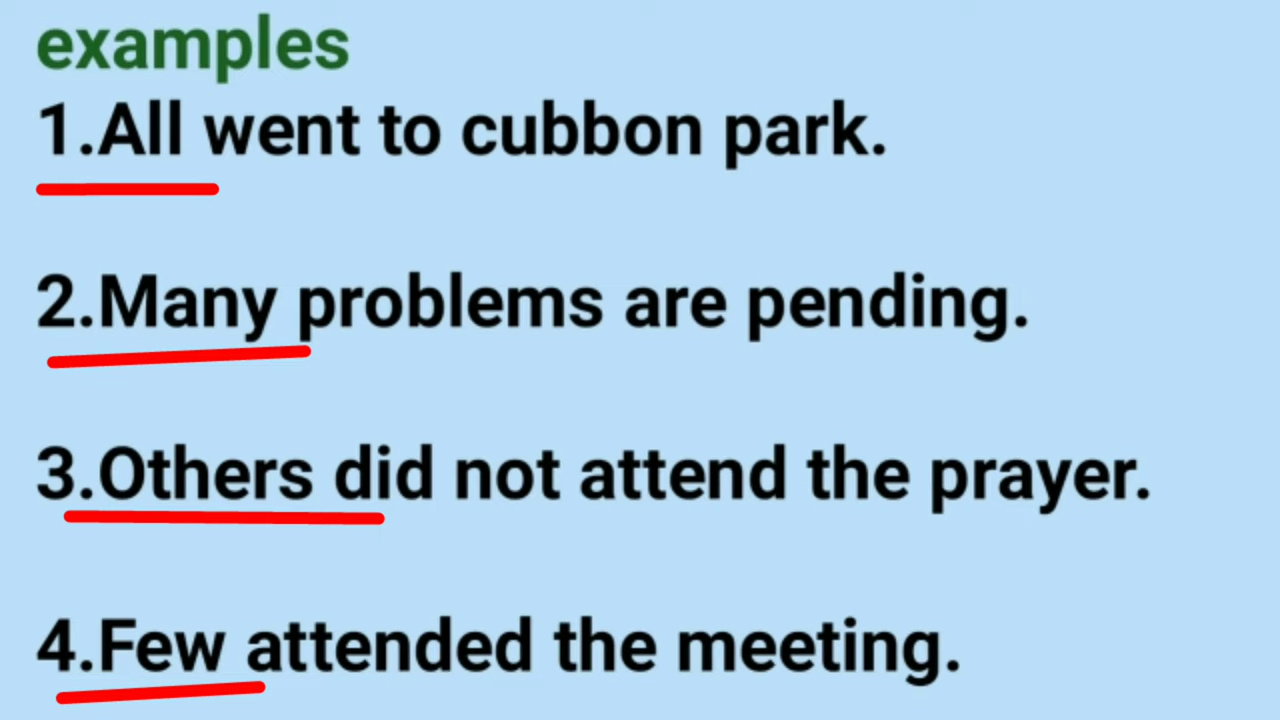 examples
1.All went to cubbon park.
2.Many problems are pending.
3.Others did not attend the prayer.
4.Few attended the meeting.